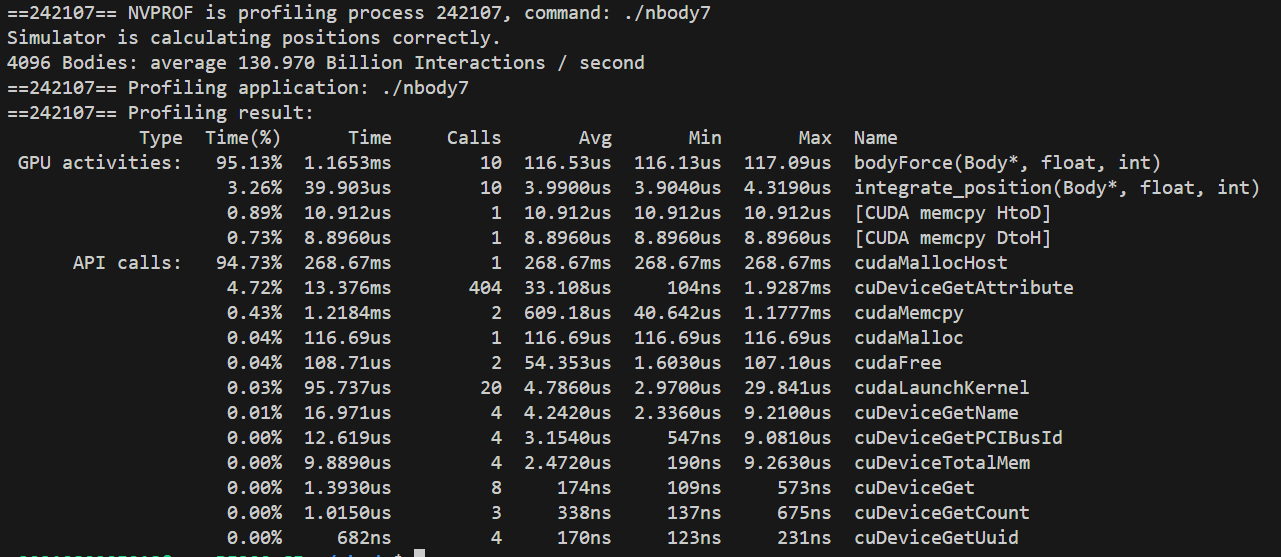 ==242107== NVPROF is profiling process 242107, command: ./nbody7
Simulator is calculating positions correctly.
4096 Bodies: average 130.970 Billion Interactions / second
==242107== Profiling application: ./nbody7
==242107== Profiling result:
Type Time(%) Time Calls Avg Min Max Name
GPU activities: 95.13% 1.1653ms 10 116.53us 116.13us 117.09us bodyForce(Body*, float, int)
3.26% 39.903us 10 3.9900us 3.9040us 4.3190us integrate_position(Body*, float, int)
0.89% 10.912us 1 10.912us 10.912us 10.912us [CUDA memcpy HtoD]
0.73% 8.8960us 1 8.8960us 8.8960us 8.8960us [CUDA memcpy DtoH]
API calls: 94.73% 268.67ms 1 268.67ms 268.67ms 268.67ms cudaMallocHost
4.72% 13.376ms 404 33.108us 104ns 1.9287ms cuDeviceGetAttribute
0.43% 1.2184ms 2 609.18us 40.642us 1.1777ms cudaMemcpy
0.04% 116.69us 1 116.69us 116.69us 116.69us cudaMalloc
0.04% 108.71us 2 54.353us 1.6030us 107.10us cudaFree
0.03% 95.737us 20 4.7860us 2.9700us 29.841us cudaLaunchKernel
0.01% 16.971us 4 4.2420us 2.3360us 9.2100us cuDeviceGetName
0.00% 12.619us 4 3.1540us 547ns 9.0810us cuDeviceGetPCIBusId
0.00% 9.8890us 4 2.4720us 190ns 9.2630us cuDeviceTotalMem
0.00% 1.3930us 8 174ns 109ns 573ns cuDeviceGet
0.00% 1.0150us 3 338ns 137ns 675ns cuDeviceGetCount
0.00% 682ns 4 170ns 123ns 231ns cuDeviceGetUuid